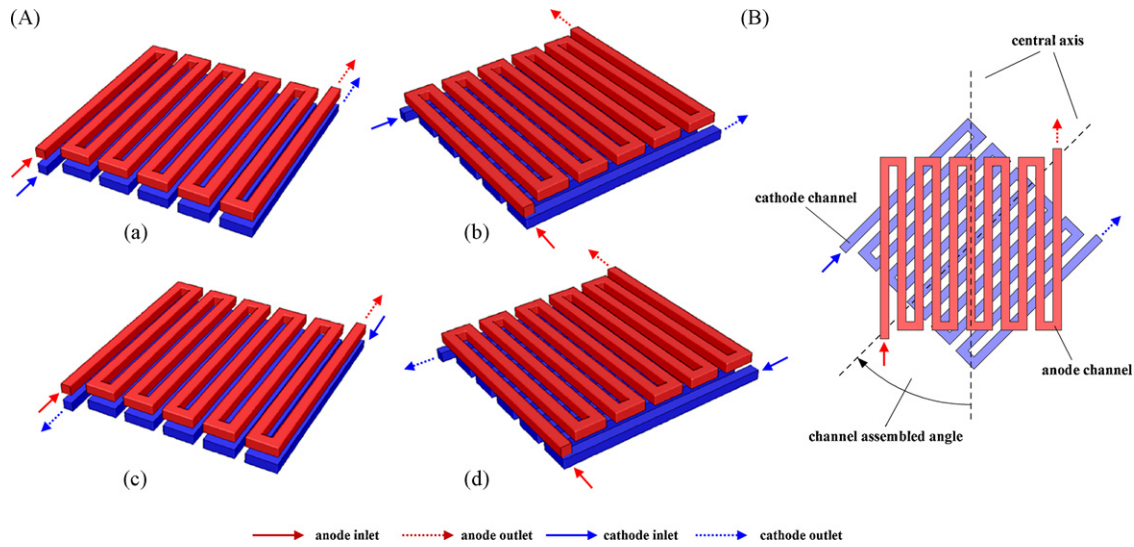 (A)
(B)
central axis
cathode channel
(a)
(b)
anode channel
channel assembled angle
(c)
(d)
anode inlet
anode outlet
cathode inlet
cathode outlet